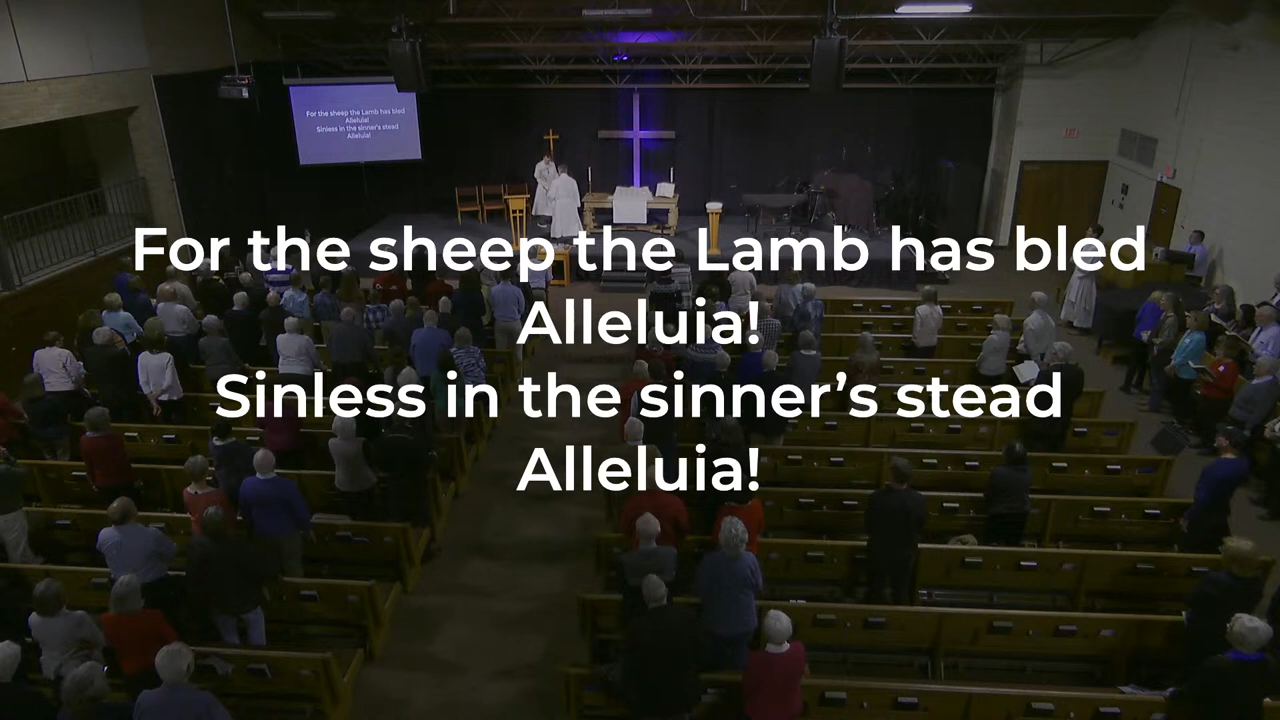 For the sheep the Lamb has bled
Alleluia!
Sinless in the sinner's stead
Alleluia!
For the sheep the Lamb has bled
Alleluia!
Sinless in the sinner’s stead
Alleluia!